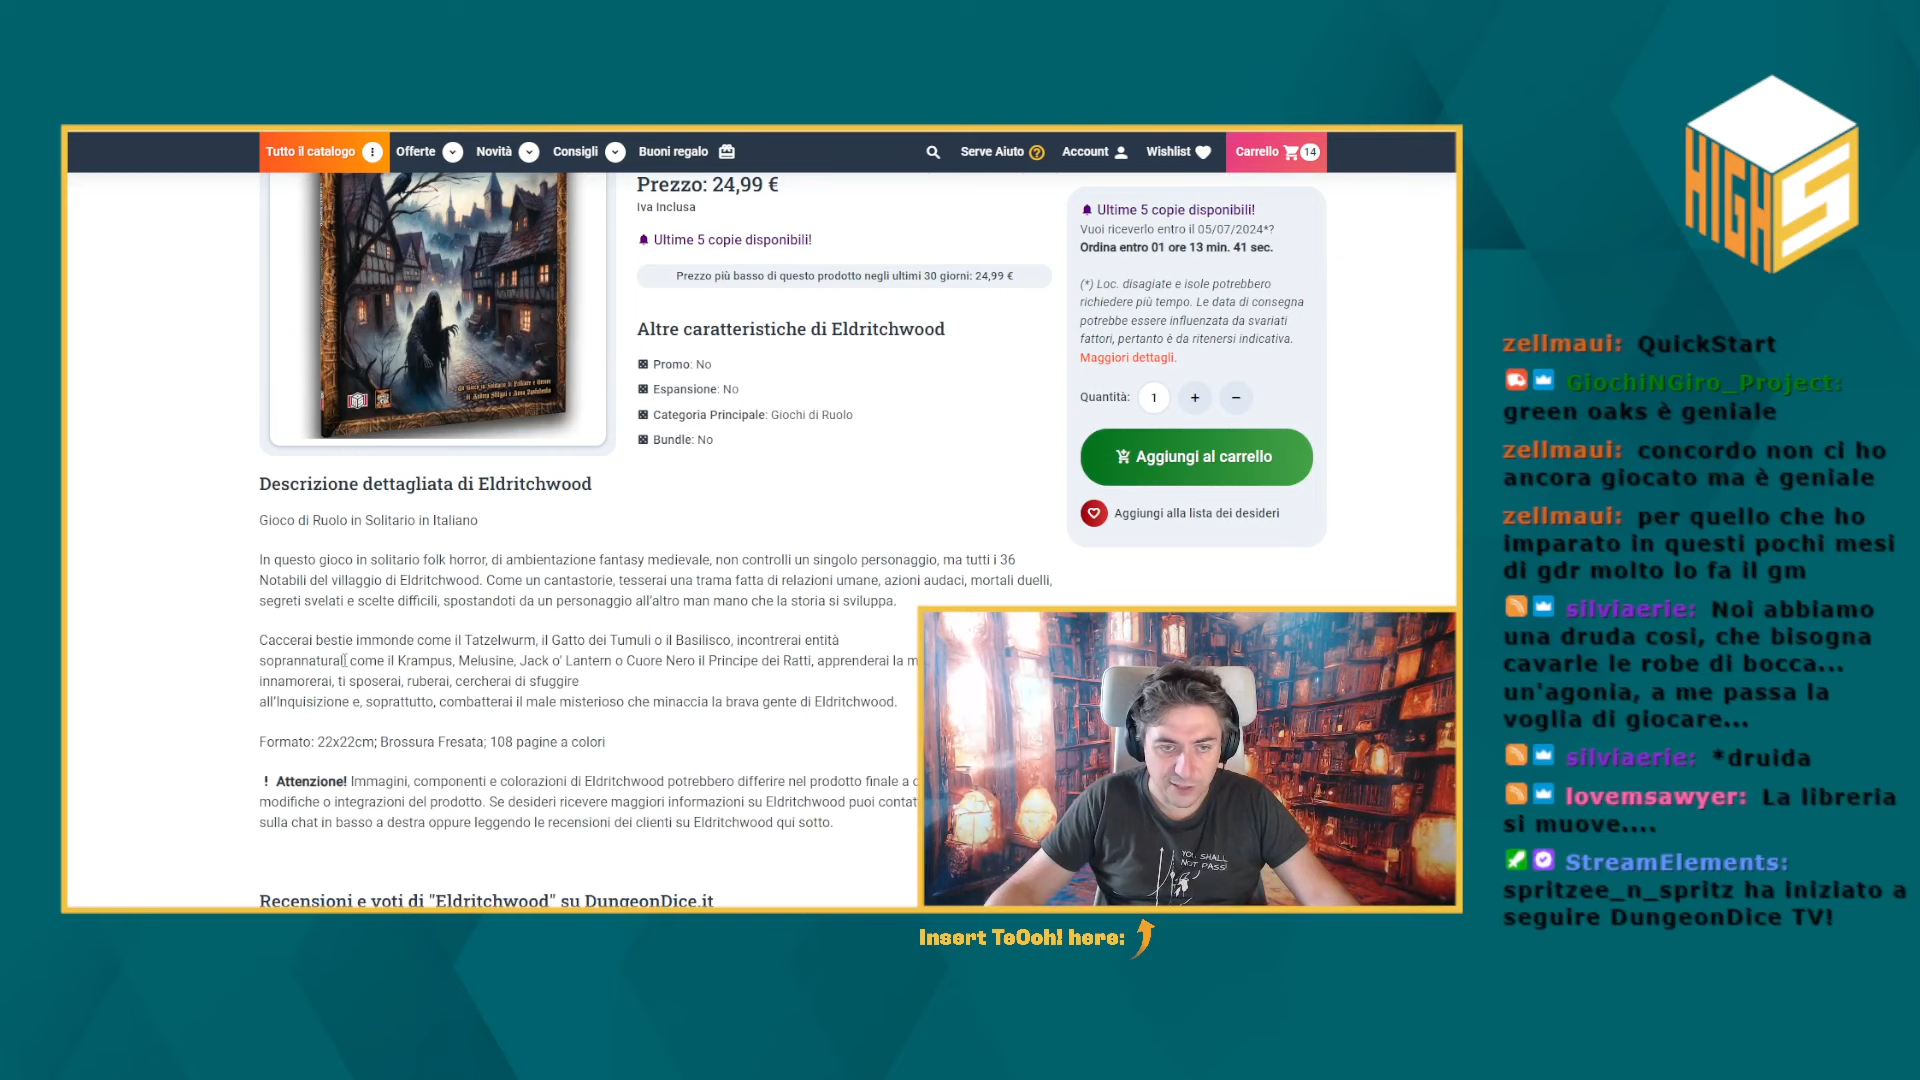 Tutto il catalogo Offerte Novità Consigli Buoni regalo Serve Aiuto Account Wishlist Carrello 14
Prezzo: 24,99 €
Iva Inclusa
Ultime 5 copie disponibili!
Prezzo più basso di questo prodotto negli ultimi 30 giorni: 24,99 €
Altre caratteristiche di Eldritchwood
Promo: No
Espansione: No
Categoria Principale: Giochi di Ruolo
Bundle: No
Ultime 5 copie disponibili!
Vuoi riceverlo entro il 05/07/2024*?
Ordina entro 01 ore 13 min. 41 sec.
(*) Loc. disagiate e isole potrebbero
richiedere più tempo. Le data di consegna
potrebbe essere influenzata da svariati
fattori, pertanto è da ritenersi indicativa.
Maggiori dettagli.
Quantità: 1 + −
Aggiungi al carrello
Aggiungi alla lista dei desideri
Descrizione dettagliata di Eldritchwood
Gioco di Ruolo in Solitario in Italiano
In questo gioco in solitario folk horror, di ambientazione fantasy medievale, non controlli un singolo personaggio, ma tutti i 36
Notabili del villaggio di Eldritchwood. Come un cantastorie, tesserai una trama fatta di relazioni umane, azioni audaci, mortali duelli,
segreti svelati e scelte difficili, spostandoti da un personaggio all'altro man mano che la storia si sviluppa.
Caccerai bestie immonde come il Tatzelwurm, il Gatto dei Tumuli o il Basilisco, incontrerai entità
soprannaturali come il Krampus, Melusine, Jack o' Lantern o Cuore Nero il Principe dei Ratti, apprenderai la m
innamorerai, ti sposerai, ruberai, cercherai di sfuggire
all'Inquisizione e, soprattutto, combatterai il male misterioso che minaccia la brava gente di Eldritchwood.
Formato: 22x22cm; Brossura Fresata; 108 pagine a colori
! Attenzione! Immagini, componenti e colorazioni di Eldritchwood potrebbero differire nel prodotto finale a c
modifiche o integrazioni del prodotto. Se desideri ricevere maggiori informazioni su Eldritchwood puoi contat
sulla chat in basso a destra oppure leggendo le recensioni dei clienti su Eldritchwood qui sotto.
Recensioni e voti di "Eldritchwood" su DungeonDice.it
YOU SHALL
NOT PASS!
Insert TeOoh! here:
HIGH 5
zellmaui: QuickStart
GiochiNGiro_Project:
green oaks è geniale
zellmaui: concordo non ci ho
ancora giocato ma è geniale
zellmaui: per quello che ho
imparato in questi pochi mesi
di gdr molto lo fa il gm
silviaerie: Noi abbiamo
una druda cosi, che bisogna
cavarle le robe di bocca...
un'agonia, a me passa la
voglia di giocare...
silviaerie: *druida
lovemsawyer: La libreria
si muove....
StreamElements:
spritzee_n_spritz ha iniziato a
seguire DungeonDice TV!